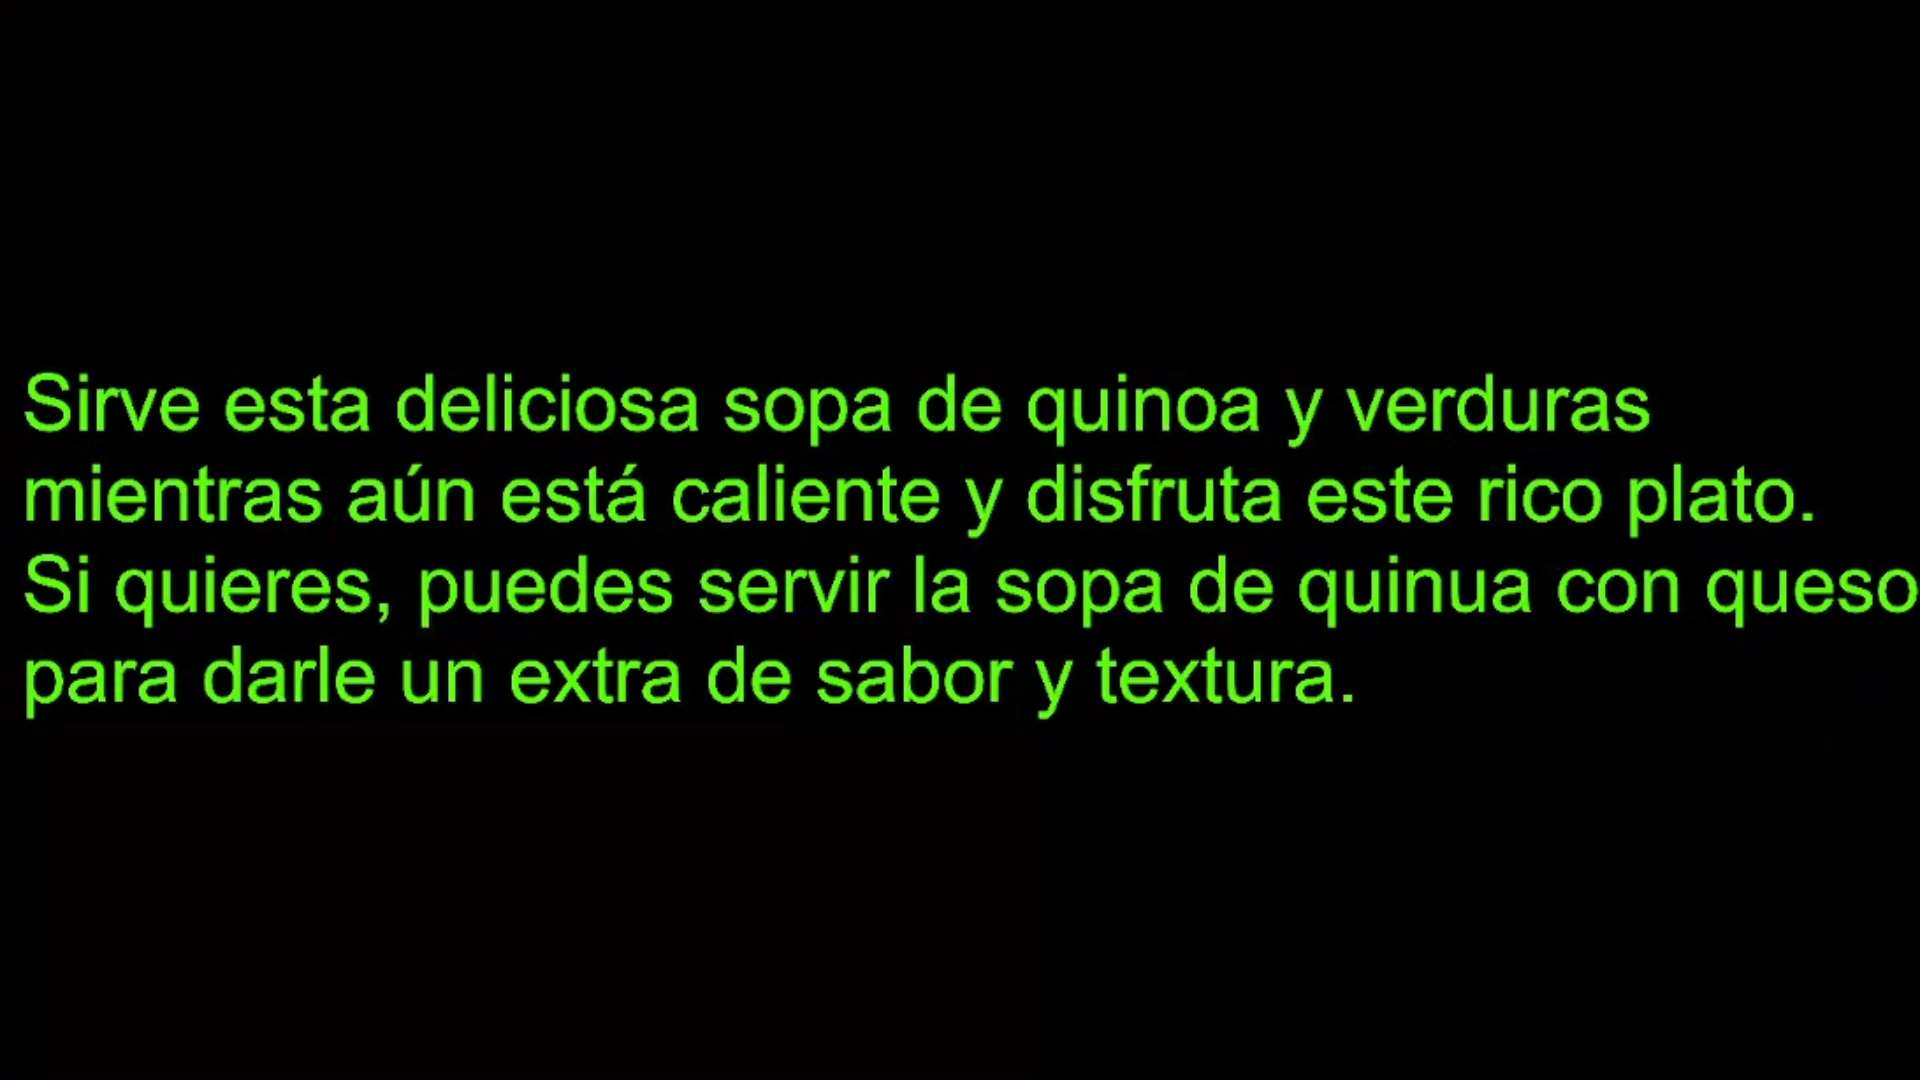 Sirve esta deliciosa sopa de quinoa y verduras
mientras aún está caliente y disfruta este rico plato.
Si quieres, puedes servir la sopa de quinua con queso
para darle un extra de sabor y textura.